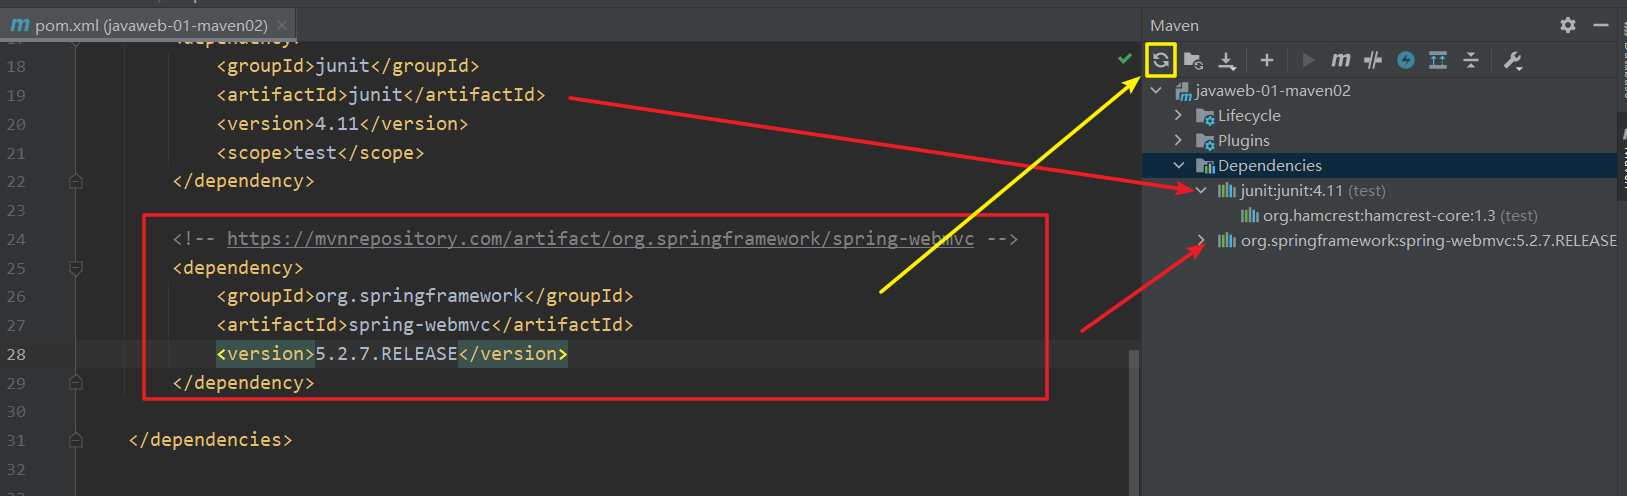 pom.xml (javaweb-01-maven02)
<dependency>
18 <groupId>junit</groupId>
19 <artifactId>junit</artifactId>
20 <version>4.11</version>
21 <scope>test</scope>
22 </dependency>
23
24 <!-- https://mvnrepository.com/artifact/org.springframework/spring-webmvc -->
25 <dependency>
26 <groupId>org.springframework</groupId>
27 <artifactId>spring-webmvc</artifactId>
28 <version>5.2.7.RELEASE</version>
29 </dependency>
30
31 </dependencies>
32
Maven
javaweb-01-maven02
Lifecycle
Plugins
Dependencies
junit:junit:4.11 (test)
org.hamcrest:hamcrest-core:1.3 (test)
org.springframework:spring-webmvc:5.2.7.RELEASE